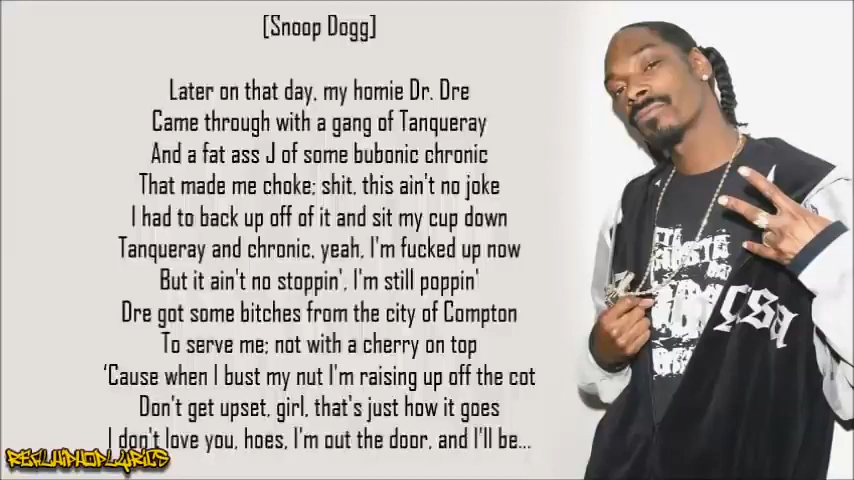 [Snoop Dogg]
Later on that day, my homie Dr. Dre
Came through with a gang of Tanqueray
And a fat ass J of some bubonic chronic
That made me choke; shit, this ain't no joke
I had to back up off of it and sit my cup down
Tanqueray and chronic, yeah, I'm fucked up now
But it ain't no stoppin', I'm still poppin'
Dre got some bitches from the city of Compton
To serve me; not with a cherry on top
‘Cause when I bust my nut I'm raising up off the cot
Don't get upset, girl, that's just how it goes
I don't love you, hoes, I'm out the door, and I'll be...
REALHIPHOPLYRICS